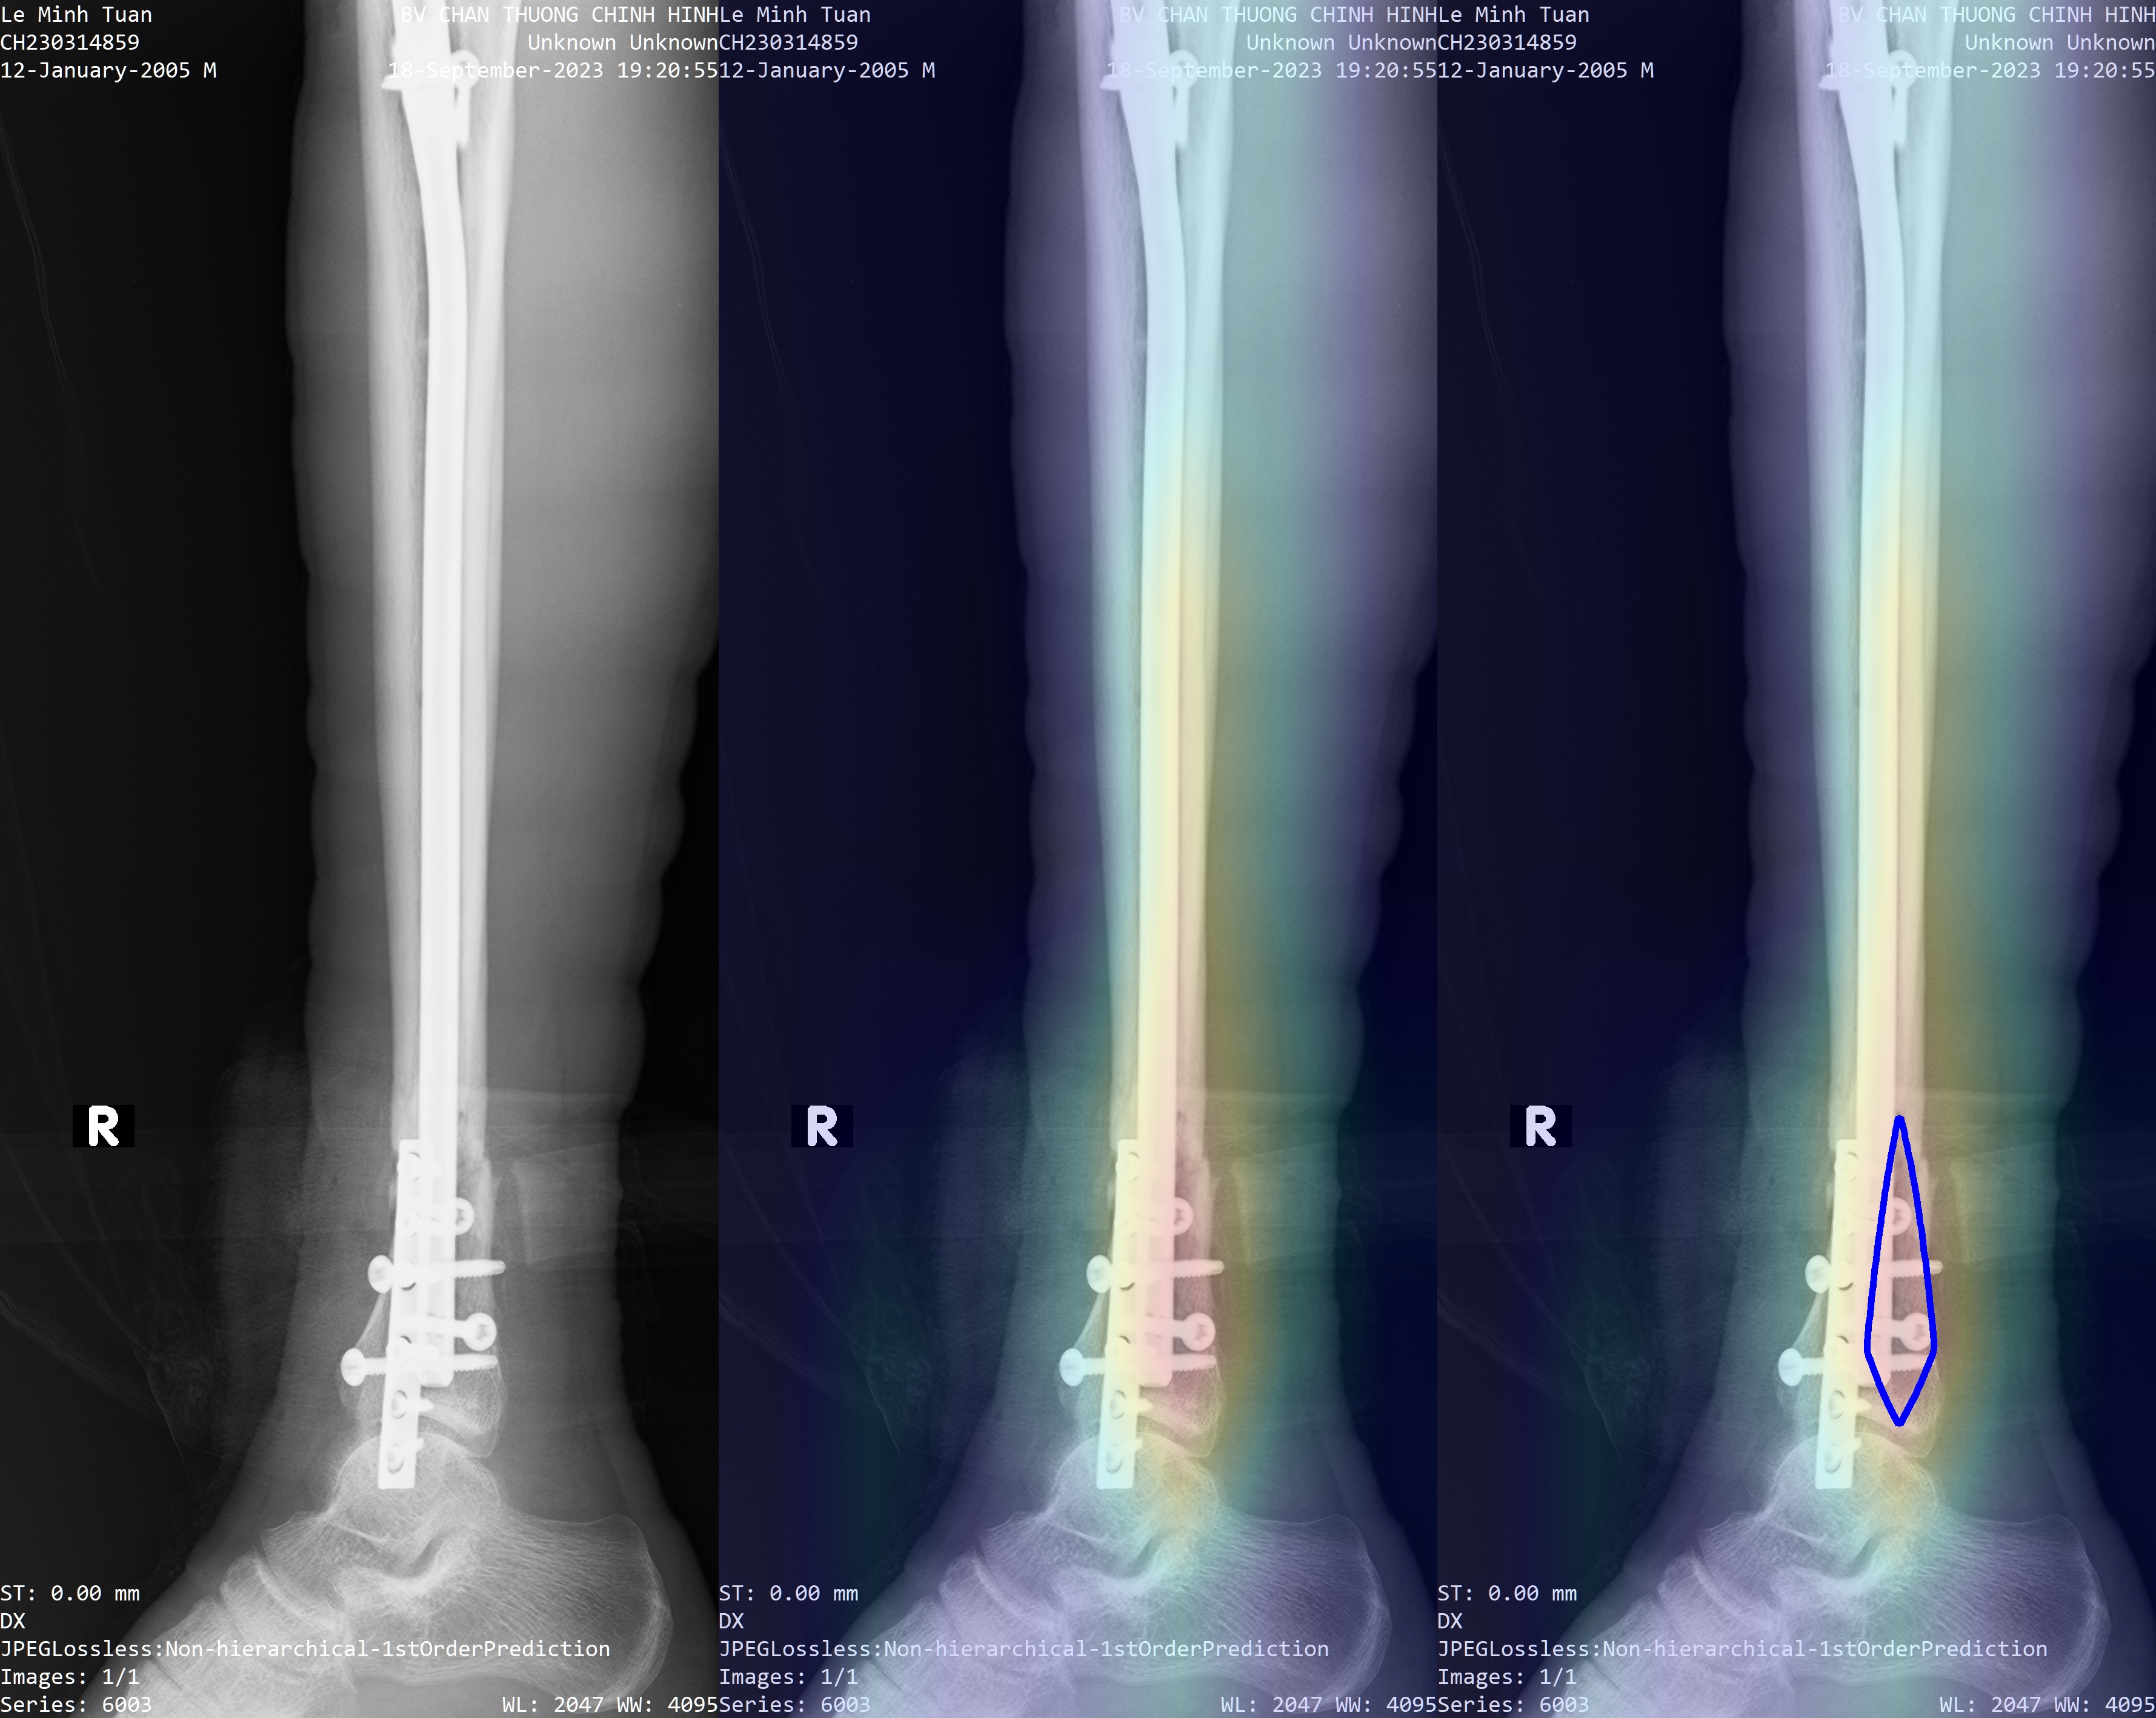 Le Minh Tuan
BV CHAN THUONG CHINH HINH
CH230314859
Unknown Unknown
12-January-2005 M
18-September-2023 19:20:55
R
ST: 0.00 mm
DX
JPEGLossless:Non-hierarchical-1stOrderPrediction
Images: 1/1
Series: 6003
WL: 2047 WW: 4095
Le Minh Tuan
BV CHAN THUONG CHINH HINH
CH230314859
Unknown Unknown
12-January-2005 M
18-September-2023 19:20:55
R
ST: 0.00 mm
DX
JPEGLossless:Non-hierarchical-1stOrderPrediction
Images: 1/1
Series: 6003
WL: 2047 WW: 4095
Le Minh Tuan
BV CHAN THUONG CHINH HINH
CH230314859
Unknown Unknown
12-January-2005 M
18-September-2023 19:20:55
R
ST: 0.00 mm
DX
JPEGLossless:Non-hierarchical-1stOrderPrediction
Images: 1/1
Series: 6003
WL: 2047 WW: 4095